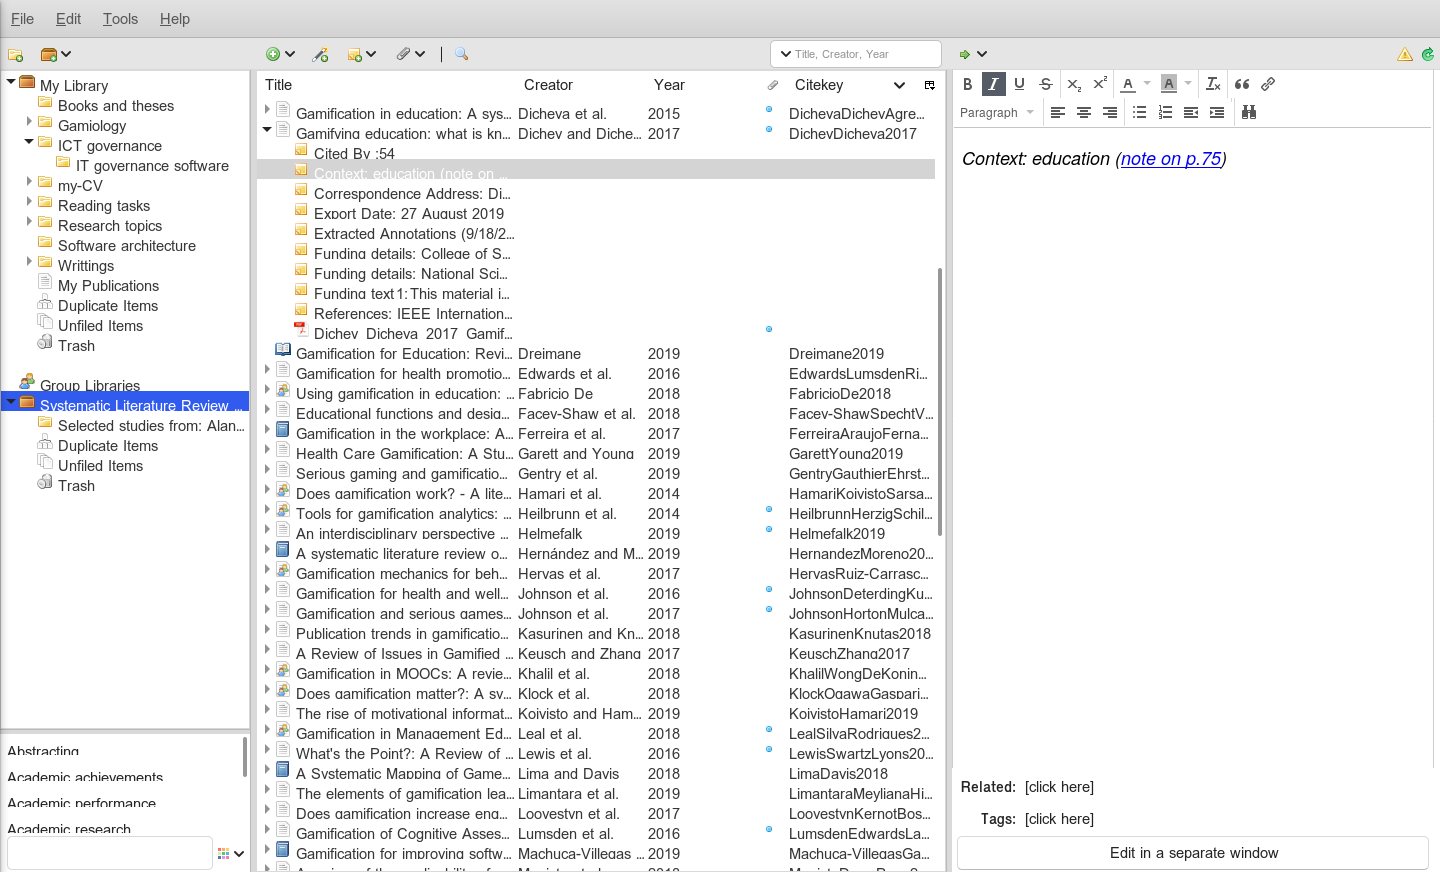 File Edit Tools Help
Title, Creator, Year
My Library
Books and theses
Gamiology
ICT governance
IT governance software
my-CV
Reading tasks
Research topics
Software architecture
Writtings
My Publications
Duplicate Items
Unfiled Items
Trash
Group Libraries
Systematic Literature Review ...
Selected studies from: Alan...
Duplicate Items
Unfiled Items
Trash
Abstracting
Academic achievements
Academic performance
Academic research
Title Creator Year Citekey
Gamification in education: A sys... Dicheva et al. 2015 DichevaDichevAgre...
Gamifying education: what is kn... Dichev and Diche... 2017 DichevDicheva2017
Cited By :54
Context: education (note on ...
Correspondence Address: Di...
Export Date: 27 August 2019
Extracted Annotations (9/18/2...
Funding details: College of S...
Funding details: National Sci...
Funding text 1: This material i...
References: IEEE Internation...
Dichev_Dicheva_2017_Gamif...
Gamification for Education: Revi... Dreimane 2019 Dreimane2019
Gamification for health promotio... Edwards et al. 2016 EdwardsLumsdenRi...
Using gamification in education: ... Fabricio De 2018 FabricioDe2018
Educational functions and desig... Facey-Shaw et al. 2018 Facey-ShawSpechtV...
Gamification in the workplace: A... Ferreira et al. 2017 FerreiraAraujoFerna...
Health Care Gamification: A Stu... Garett and Young 2019 GarettYoung2019
Serious gaming and gamificatio... Gentry et al. 2019 GentryGauthierEhrst...
Does gamification work? - A lite... Hamari et al. 2014 HamariKoivistoSarsa...
Tools for gamification analytics: ... Heilbrunn et al. 2014 HeilbrunnHerzigSchil...
An interdisciplinary perspective ... Helmefalk 2019 Helmefalk2019
A systematic literature review o... Hernández and M... 2019 HernandezMoreno20...
Gamification mechanics for beh... Hervas et al. 2017 HervasRuiz-Carrasc...
Gamification for health and well... Johnson et al. 2016 JohnsonDeterdingKu...
Gamification and serious games... Johnson et al. 2017 JohnsonHortonMulca...
Publication trends in gamificatio... Kasurinen and Kn... 2018 KasurinenKnutas2018
A Review of Issues in Gamified ... Keusch and Zhang 2017 KeuschZhang2017
Gamification in MOOCs: A revie... Khalil et al. 2018 KhalilWongDeKonin...
Does gamification matter?: A sy... Klock et al. 2018 KlockOgawaGaspari...
The rise of motivational informat... Koivisto and Ham... 2019 KoivistoHamari2019
Gamification in Management Ed... Leal et al. 2018 LealSilvaRodrigues2...
What's the Point?: A Review of ... Lewis et al. 2016 LewisSwartzLyons20...
A Systematic Mapping of Game... Lima and Davis 2018 LimaDavis2018
The elements of gamification lea... Limantara et al. 2019 LimantaraMeylianaHi...
Does gamification increase eng... Loovestyn et al. 2017 LoovestynKernotBos...
Gamification of Cognitive Asses... Lumsden et al. 2016 LumsdenEdwardsLa...
Gamification for improving softw... Machuca-Villegas ... 2019 Machuca-VillegasGa...
B I U S X2 X2 A A
Paragraph
Context: education (note on p.75)
Related: [click here]
Tags: [click here]
Edit in a separate window